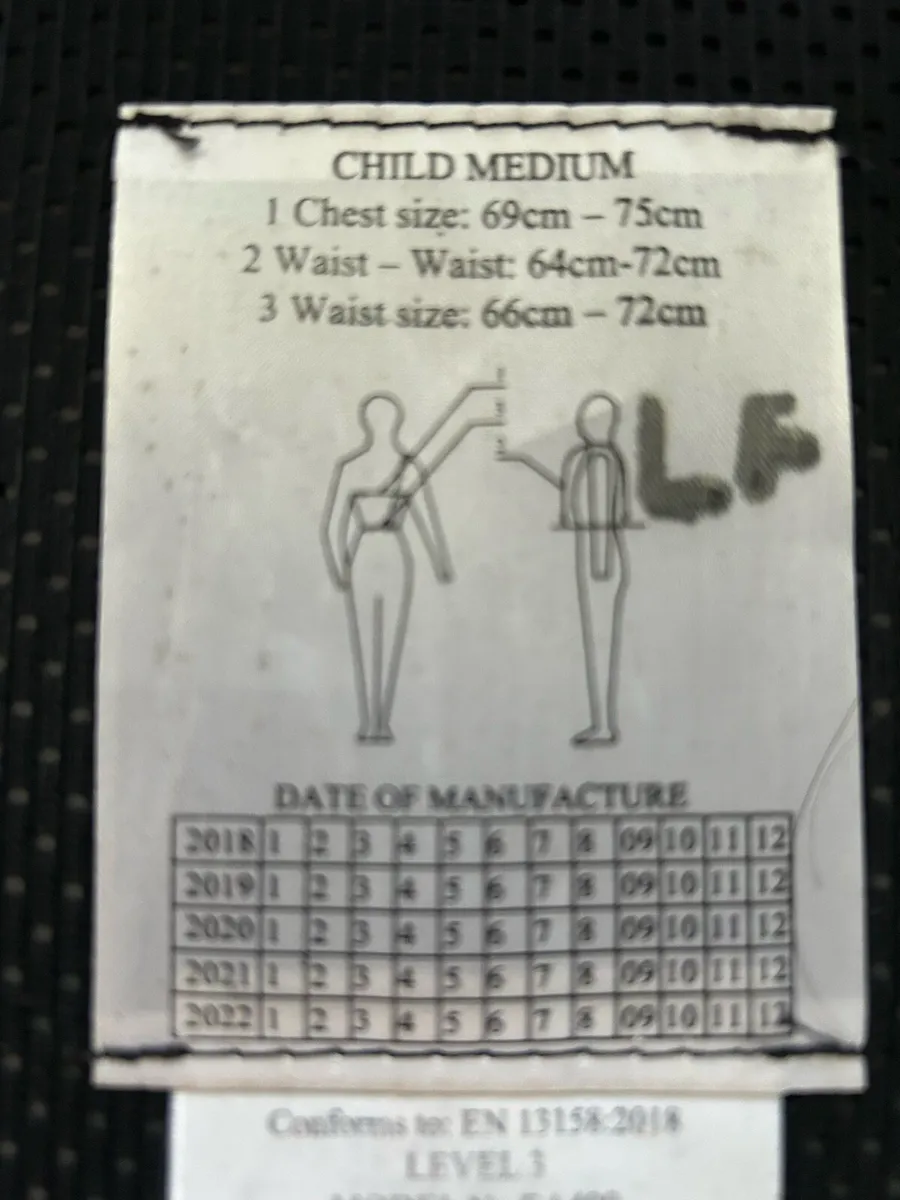 CHILD MEDIUM
1 Chest size: 69cm – 75cm
2 Waist – Waist: 64cm-72cm
3 Waist size: 66cm – 72cm
LF
DATE OF MANUFACTURE
2018 1 2 3 4 5 6 7 8 09 10 11 12
2019 1 2 3 4 5 6 7 8 09 10 11 12
2020 1 2 3 4 5 6 7 8 09 10 11 12
2021 1 2 3 4 5 6 7 8 09 10 11 12
2022 1 2 3 4 5 6 7 8 09 10 11 12
Conforms to: EN 13158:2018
LEVEL 3